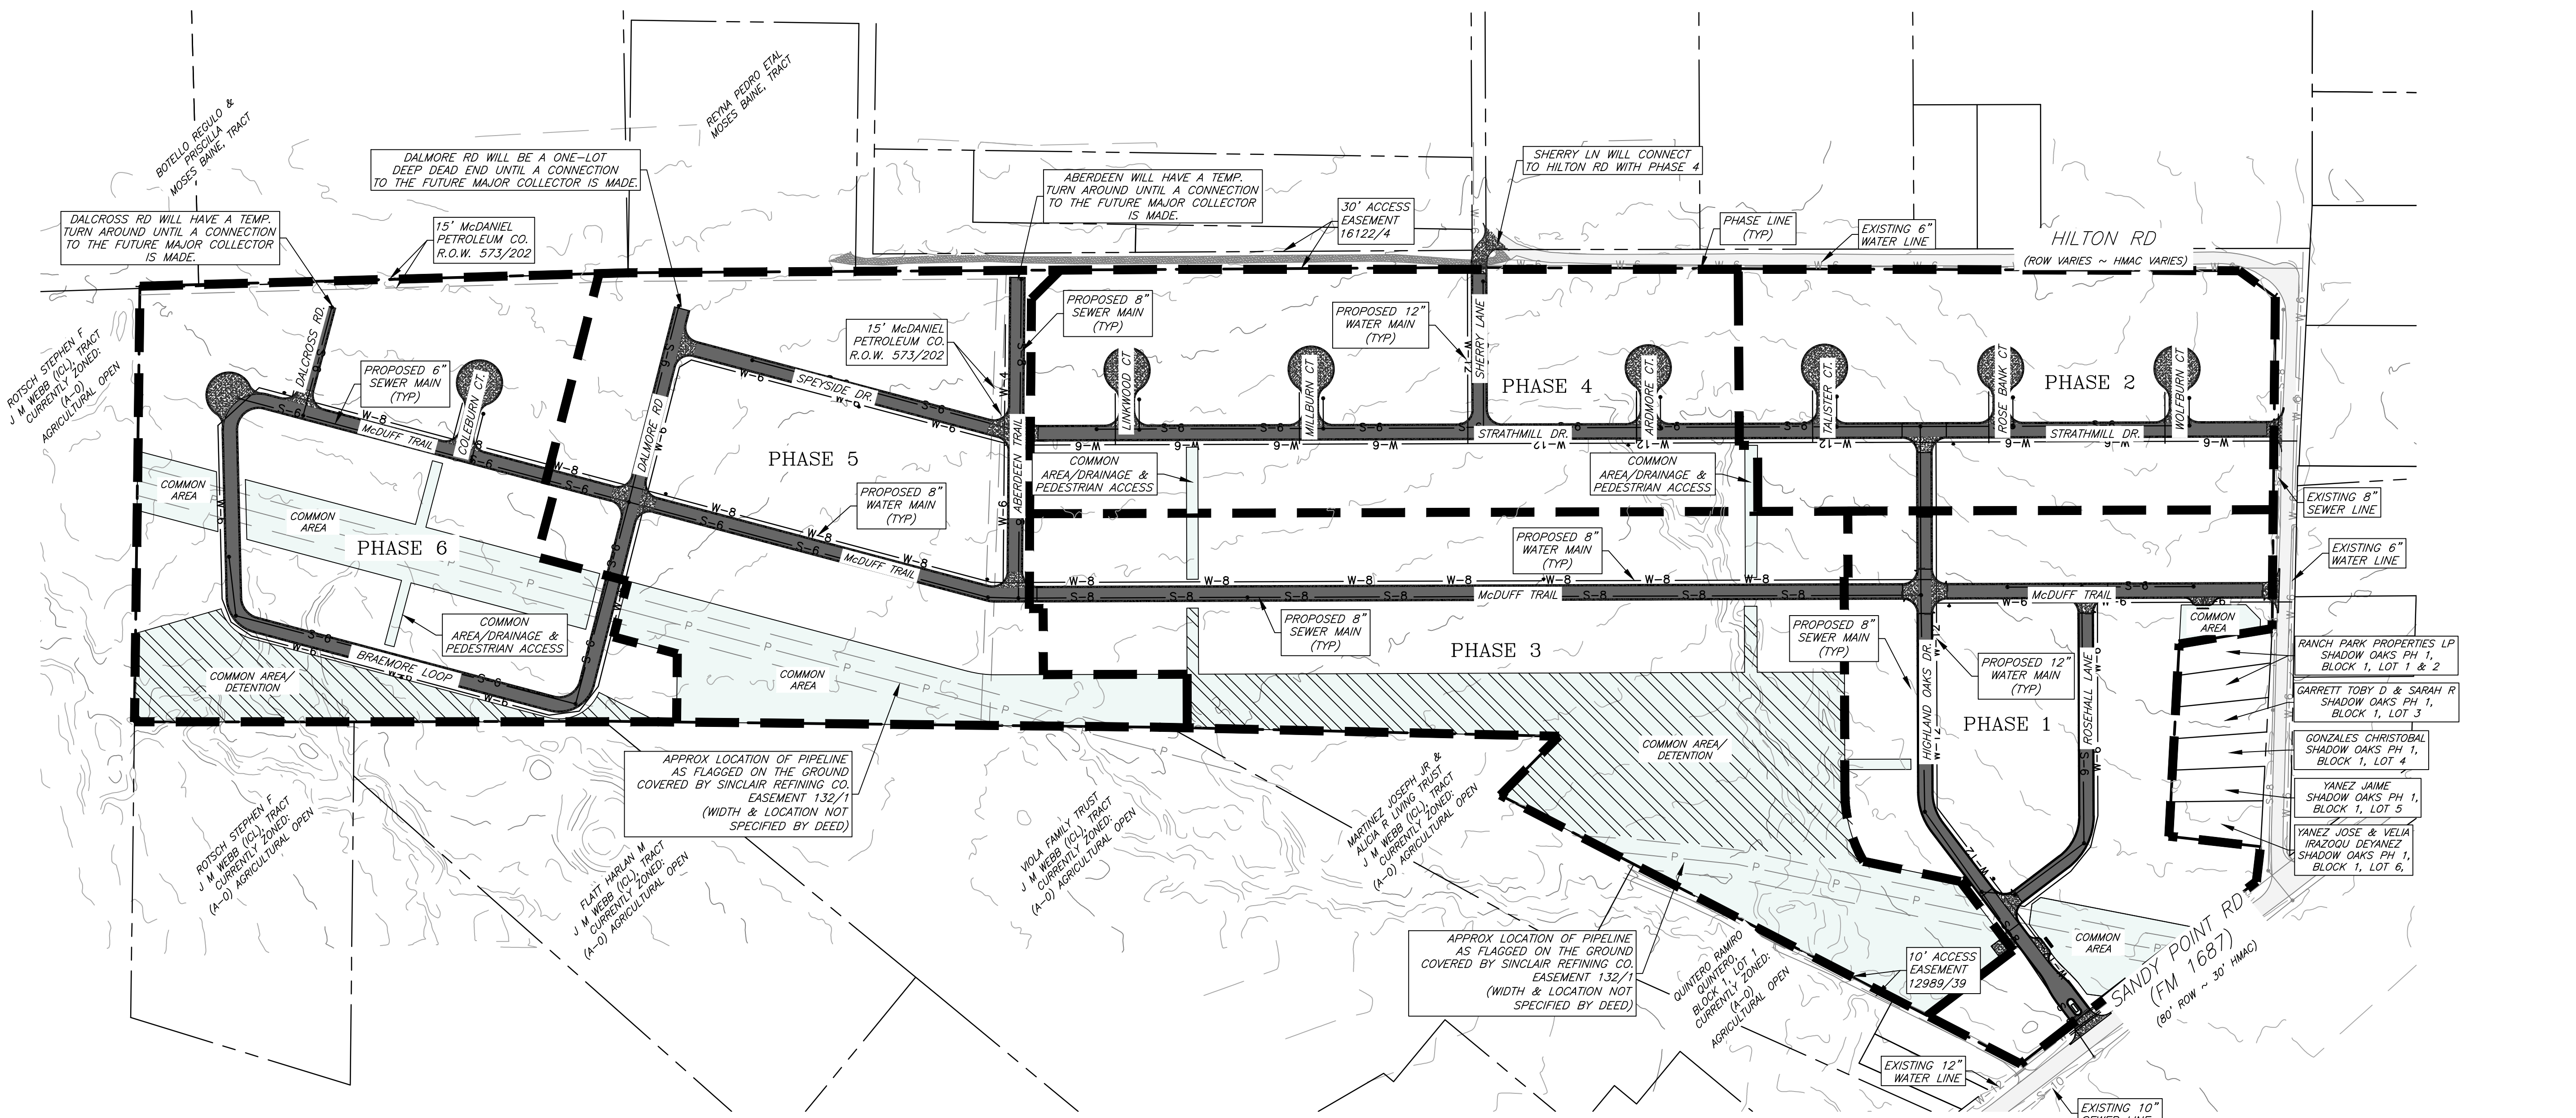 BOTELLO REGULO &
PRISCILLA
MOSES BAINE, TRACT
REYNA PEDRO ETAL
MOSES BAINE, TRACT
DALMORE RD WILL BE A ONE-LOT
DEEP DEAD END UNTIL A CONNECTION
TO THE FUTURE MAJOR COLLECTOR IS MADE.
DALCROSS RD WILL HAVE A TEMP.
TURN AROUND UNTIL A CONNECTION
TO THE FUTURE MAJOR COLLECTOR
IS MADE.
15' McDANIEL
PETROLEUM CO.
R.O.W. 573/202
ABERDEEN WILL HAVE A TEMP.
TURN AROUND UNTIL A CONNECTION
TO THE FUTURE MAJOR COLLECTOR
IS MADE.
30' ACCESS
EASEMENT
16122/4
SHERRY LN WILL CONNECT
TO HILTON RD WITH PHASE 4
PHASE LINE
(TYP)
EXISTING 6"
WATER LINE
HILTON RD
(ROW VARIES ~ HMAC VARIES)
ROTSCH STEPHEN F
J M WEBB (ICL), TRACT
CURRENTLY ZONED:
(A-O)
AGRICULTURAL OPEN
DALCROSS RD.
PROPOSED 6"
SEWER MAIN
(TYP)
McDUFF TRAIL
COLEBURN CT.
DALMORE RD
SPEYSIDE DR.
15' McDANIEL
PETROLEUM CO.
R.O.W. 573/202
PROPOSED 8"
SEWER MAIN
(TYP)
ABERDEEN TRAIL
LINKWOOD CT
MILLBURN CT
PROPOSED 12"
WATER MAIN
(TYP)
SHERRY LANE
PHASE 4
ARDMORE CT.
TALISTER CT.
ROSE BANK CT
PHASE 2
WOLFBURN CT
STRATHMILL DR.
STRATHMILL DR.
PHASE 5
PROPOSED 8"
WATER MAIN
(TYP)
COMMON
AREA/DRAINAGE &
PEDESTRIAN ACCESS
COMMON
AREA/DRAINAGE &
PEDESTRIAN ACCESS
EXISTING 8"
SEWER LINE
COMMON
AREA
COMMON
AREA
PHASE 6
McDUFF TRAIL
PROPOSED 8"
WATER MAIN
(TYP)
EXISTING 6"
WATER LINE
McDUFF TRAIL
McDUFF TRAIL
COMMON
AREA/DRAINAGE &
PEDESTRIAN ACCESS
PROPOSED 8"
SEWER MAIN
(TYP)
PHASE 3
PROPOSED 8"
SEWER MAIN
(TYP)
HIGHLAND OAKS DR.
PROPOSED 12"
WATER MAIN
(TYP)
PHASE 1
ROSEHALL LANE
COMMON
AREA
RANCH PARK PROPERTIES LP
SHADOW OAKS PH 1,
BLOCK 1, LOT 1 & 2
GARRETT TOBY D & SARAH R
SHADOW OAKS PH 1,
BLOCK 1, LOT 3
GONZALES CHRISTOBAL
SHADOW OAKS PH 1,
BLOCK 1, LOT 4
YANEZ JAIME
SHADOW OAKS PH 1,
BLOCK 1, LOT 5
YANEZ JOSE & VELIA
IRAZOQU DEYANEZ
SHADOW OAKS PH 1,
BLOCK 1, LOT 6,
BRAEMORE LOOP
COMMON AREA/
DETENTION
COMMON
AREA
COMMON AREA/
DETENTION
APPROX LOCATION OF PIPELINE
AS FLAGGED ON THE GROUND
COVERED BY SINCLAIR REFINING CO.
EASEMENT 132/1
(WIDTH & LOCATION NOT
SPECIFIED BY DEED)
ROTSCH STEPHEN F
J M WEBB (ICL), TRACT
CURRENTLY ZONED:
(A-O) AGRICULTURAL OPEN
FLATT HARLAN M
J M WEBB (ICL), TRACT
CURRENTLY ZONED:
(A-O) AGRICULTURAL OPEN
VIOLA FAMILY TRUST
J M WEBB (ICL), TRACT
CURRENTLY ZONED:
(A-O) AGRICULTURAL OPEN
MARTINEZ JOSEPH JR &
ALICIA R LIVING TRUST
J M WEBB (ICL), TRACT
CURRENTLY ZONED:
(A-O) AGRICULTURAL OPEN
APPROX LOCATION OF PIPELINE
AS FLAGGED ON THE GROUND
COVERED BY SINCLAIR REFINING CO.
EASEMENT 132/1
(WIDTH & LOCATION NOT
SPECIFIED BY DEED)
QUINTERO RAMIRO
QUINTERO,
BLOCK 1, LOT 1
CURRENTLY ZONED:
(A-O)
AGRICULTURAL OPEN
10' ACCESS
EASEMENT
12989/39
COMMON
AREA
SANDY POINT RD
(FM 1687)
(80' ROW ~ 30' HMAC)
EXISTING 12"
WATER LINE
EXISTING 10"
SEWER LINE